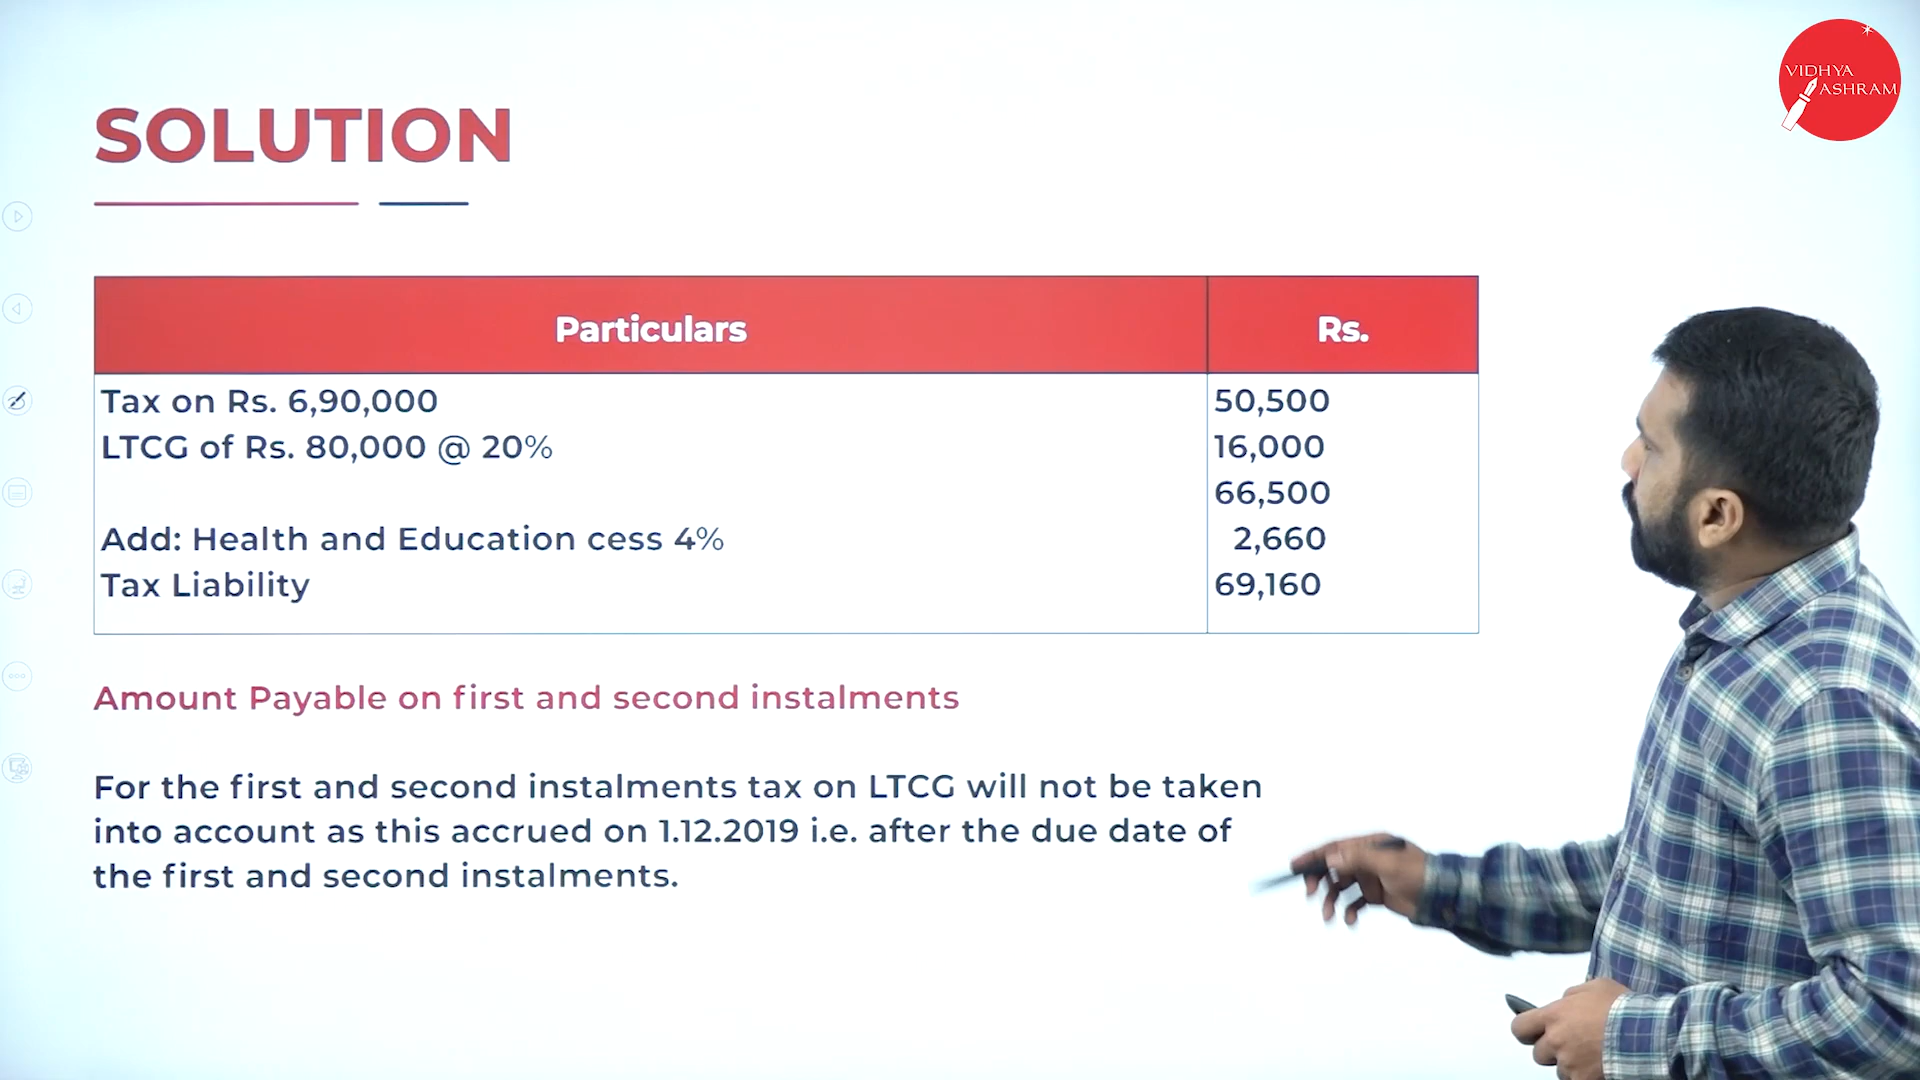 VIDHYA
ASHRAM
SOLUTION
Particulars Rs.
Tax on Rs. 6,90,000 50,500
LTCG of Rs. 80,000 @ 20% 16,000
66,500
Add: Health and Education cess 4% 2,660
Tax Liability 69,160
Amount Payable on first and second instalments
For the first and second instalments tax on LTCG will not be taken
into account as this accrued on 1.12.2019 i.e. after the due date of
the first and second instalments.